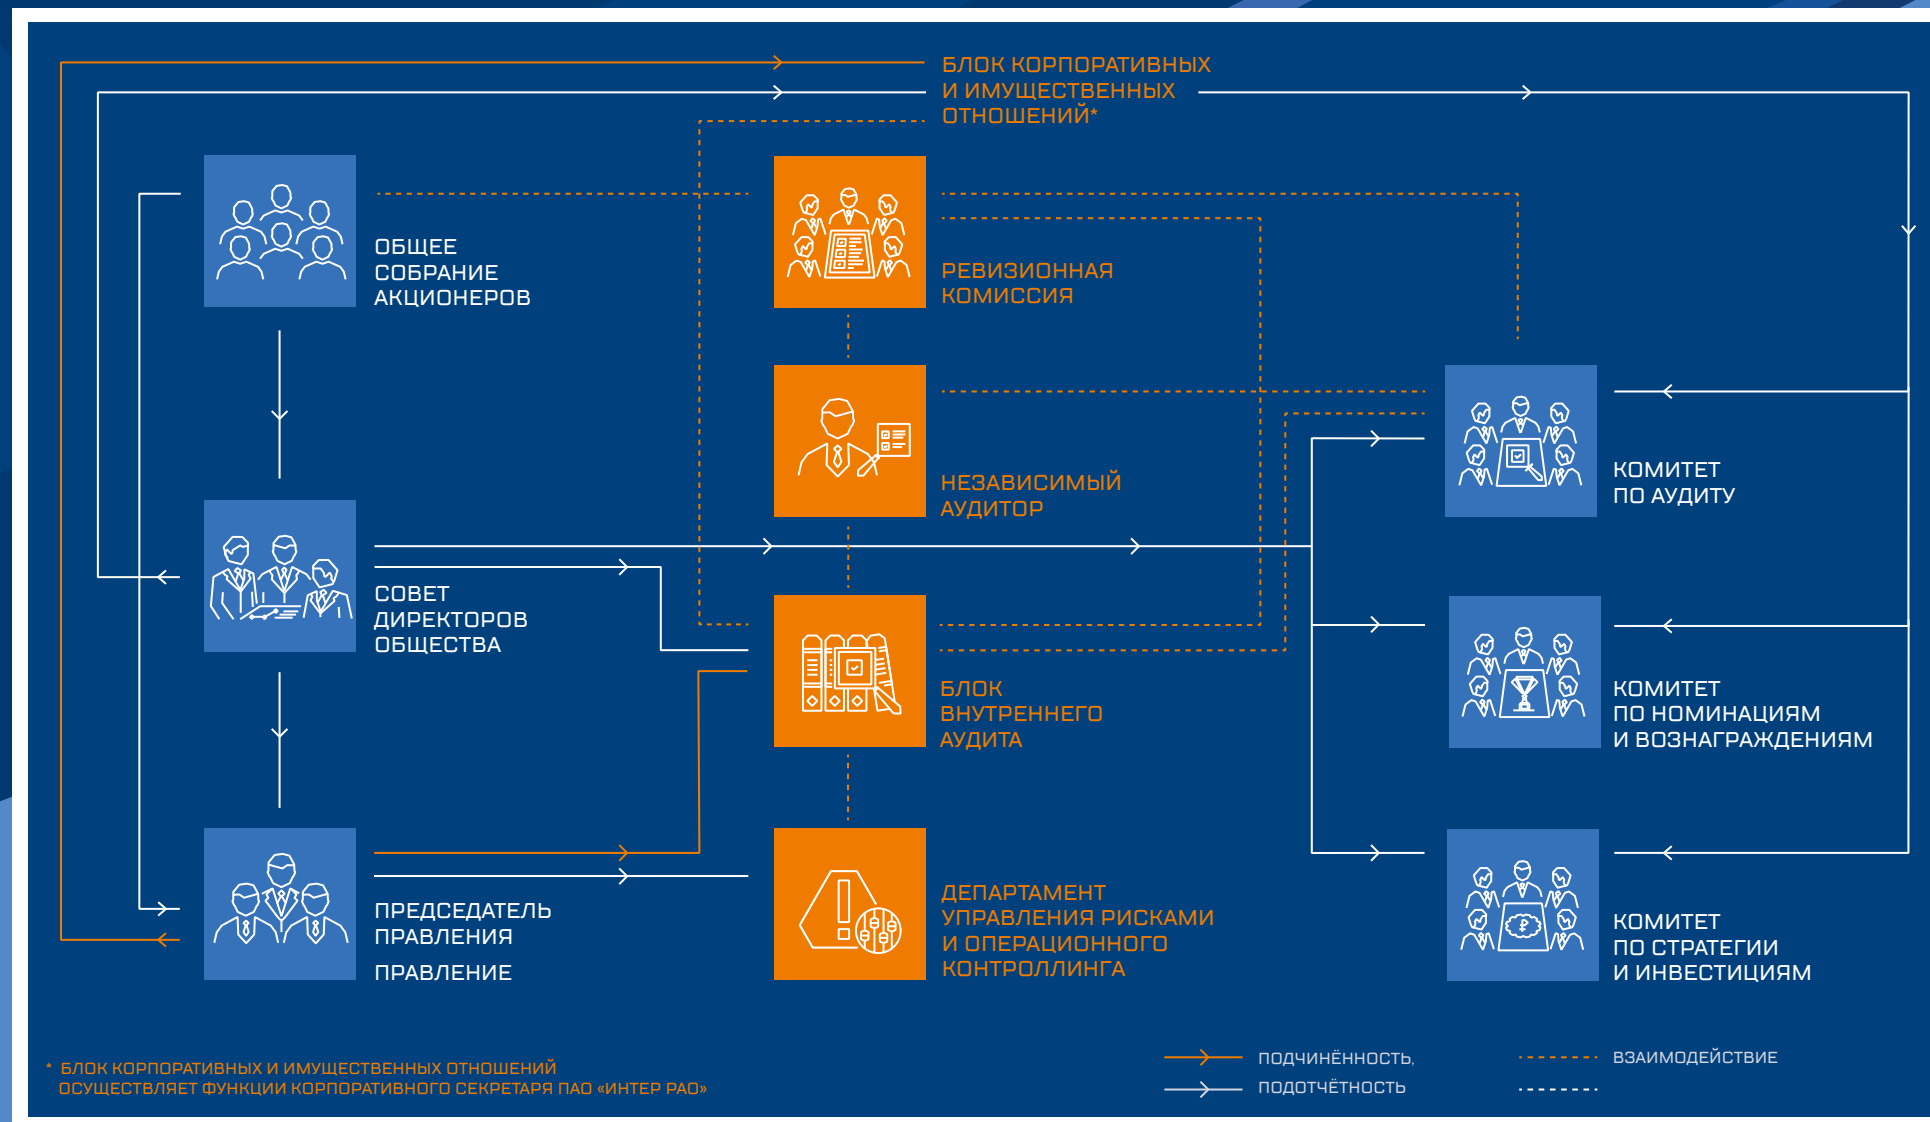 БЛОК КОРПОРАТИВНЫХ
И ИМУЩЕСТВЕННЫХ
ОТНОШЕНИЙ*
ОБЩЕЕ
СОБРАНИЕ
АКЦИОНЕРОВ
РЕВИЗИОННАЯ
КОМИССИЯ
НЕЗАВИСИМЫЙ
АУДИТОР
КОМИТЕТ
ПО АУДИТУ
СОВЕТ
ДИРЕКТОРОВ
ОБЩЕСТВА
БЛОК
ВНУТРЕННЕГО
АУДИТА
КОМИТЕТ
ПО НОМИНАЦИЯМ
И ВОЗНАГРАЖДЕНИЯМ
ПРЕДСЕДАТЕЛЬ
ПРАВЛЕНИЯ
ПРАВЛЕНИЕ
ДЕПАРТАМЕНТ
УПРАВЛЕНИЯ РИСКАМИ
И ОПЕРАЦИОННОГО
КОНТРОЛЛИНГА
КОМИТЕТ
ПО СТРАТЕГИИ
И ИНВЕСТИЦИЯМ
* БЛОК КОРПОРАТИВНЫХ И ИМУЩЕСТВЕННЫХ ОТНОШЕНИЙ
ОСУЩЕСТВЛЯЕТ ФУНКЦИИ КОРПОРАТИВНОГО СЕКРЕТАРЯ ПАО «ИНТЕР РАО»
ПОДЧИНЁННОСТЬ,
ПОДОТЧЁТНОСТЬ
ВЗАИМОДЕЙСТВИЕ